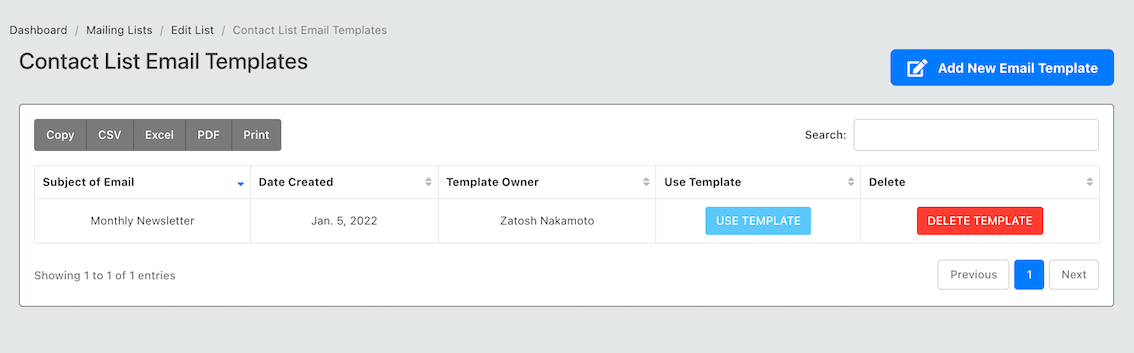 Dashboard / Mailing Lists / Edit List / Contact List Email Templates
Contact List Email Templates
Add New Email Template
Copy CSV Excel PDF Print
Search:
Subject of Email Date Created Template Owner Use Template Delete
Monthly Newsletter Jan. 5, 2022 Zatosh Nakamoto USE TEMPLATE DELETE TEMPLATE
Showing 1 to 1 of 1 entries
Previous 1 Next